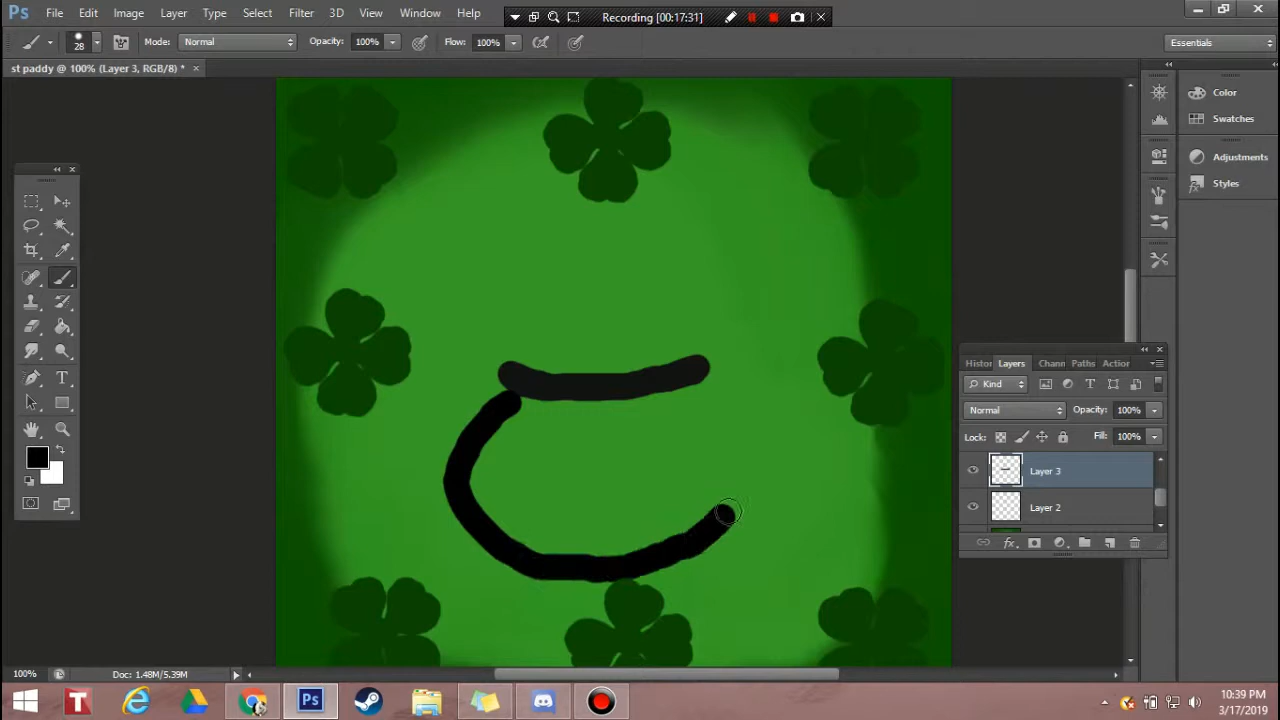 Ps File Edit Image Layer Type Select Filter 3D View Window Help
Recording [00:17:31]
28 Mode: Normal Opacity: 100% Flow: 100% Essentials
st paddy @ 100% (Layer 3, RGB/8) * ×
Color
Swatches
Adjustments
Styles
Histor Layers Chann Paths Action
Kind
Normal Opacity: 100%
Lock: Fill: 100%
Layer 3
Layer 2
fx
100% Doc: 1.48M/5.39M
T Ps
10:39 PM
3/17/2019